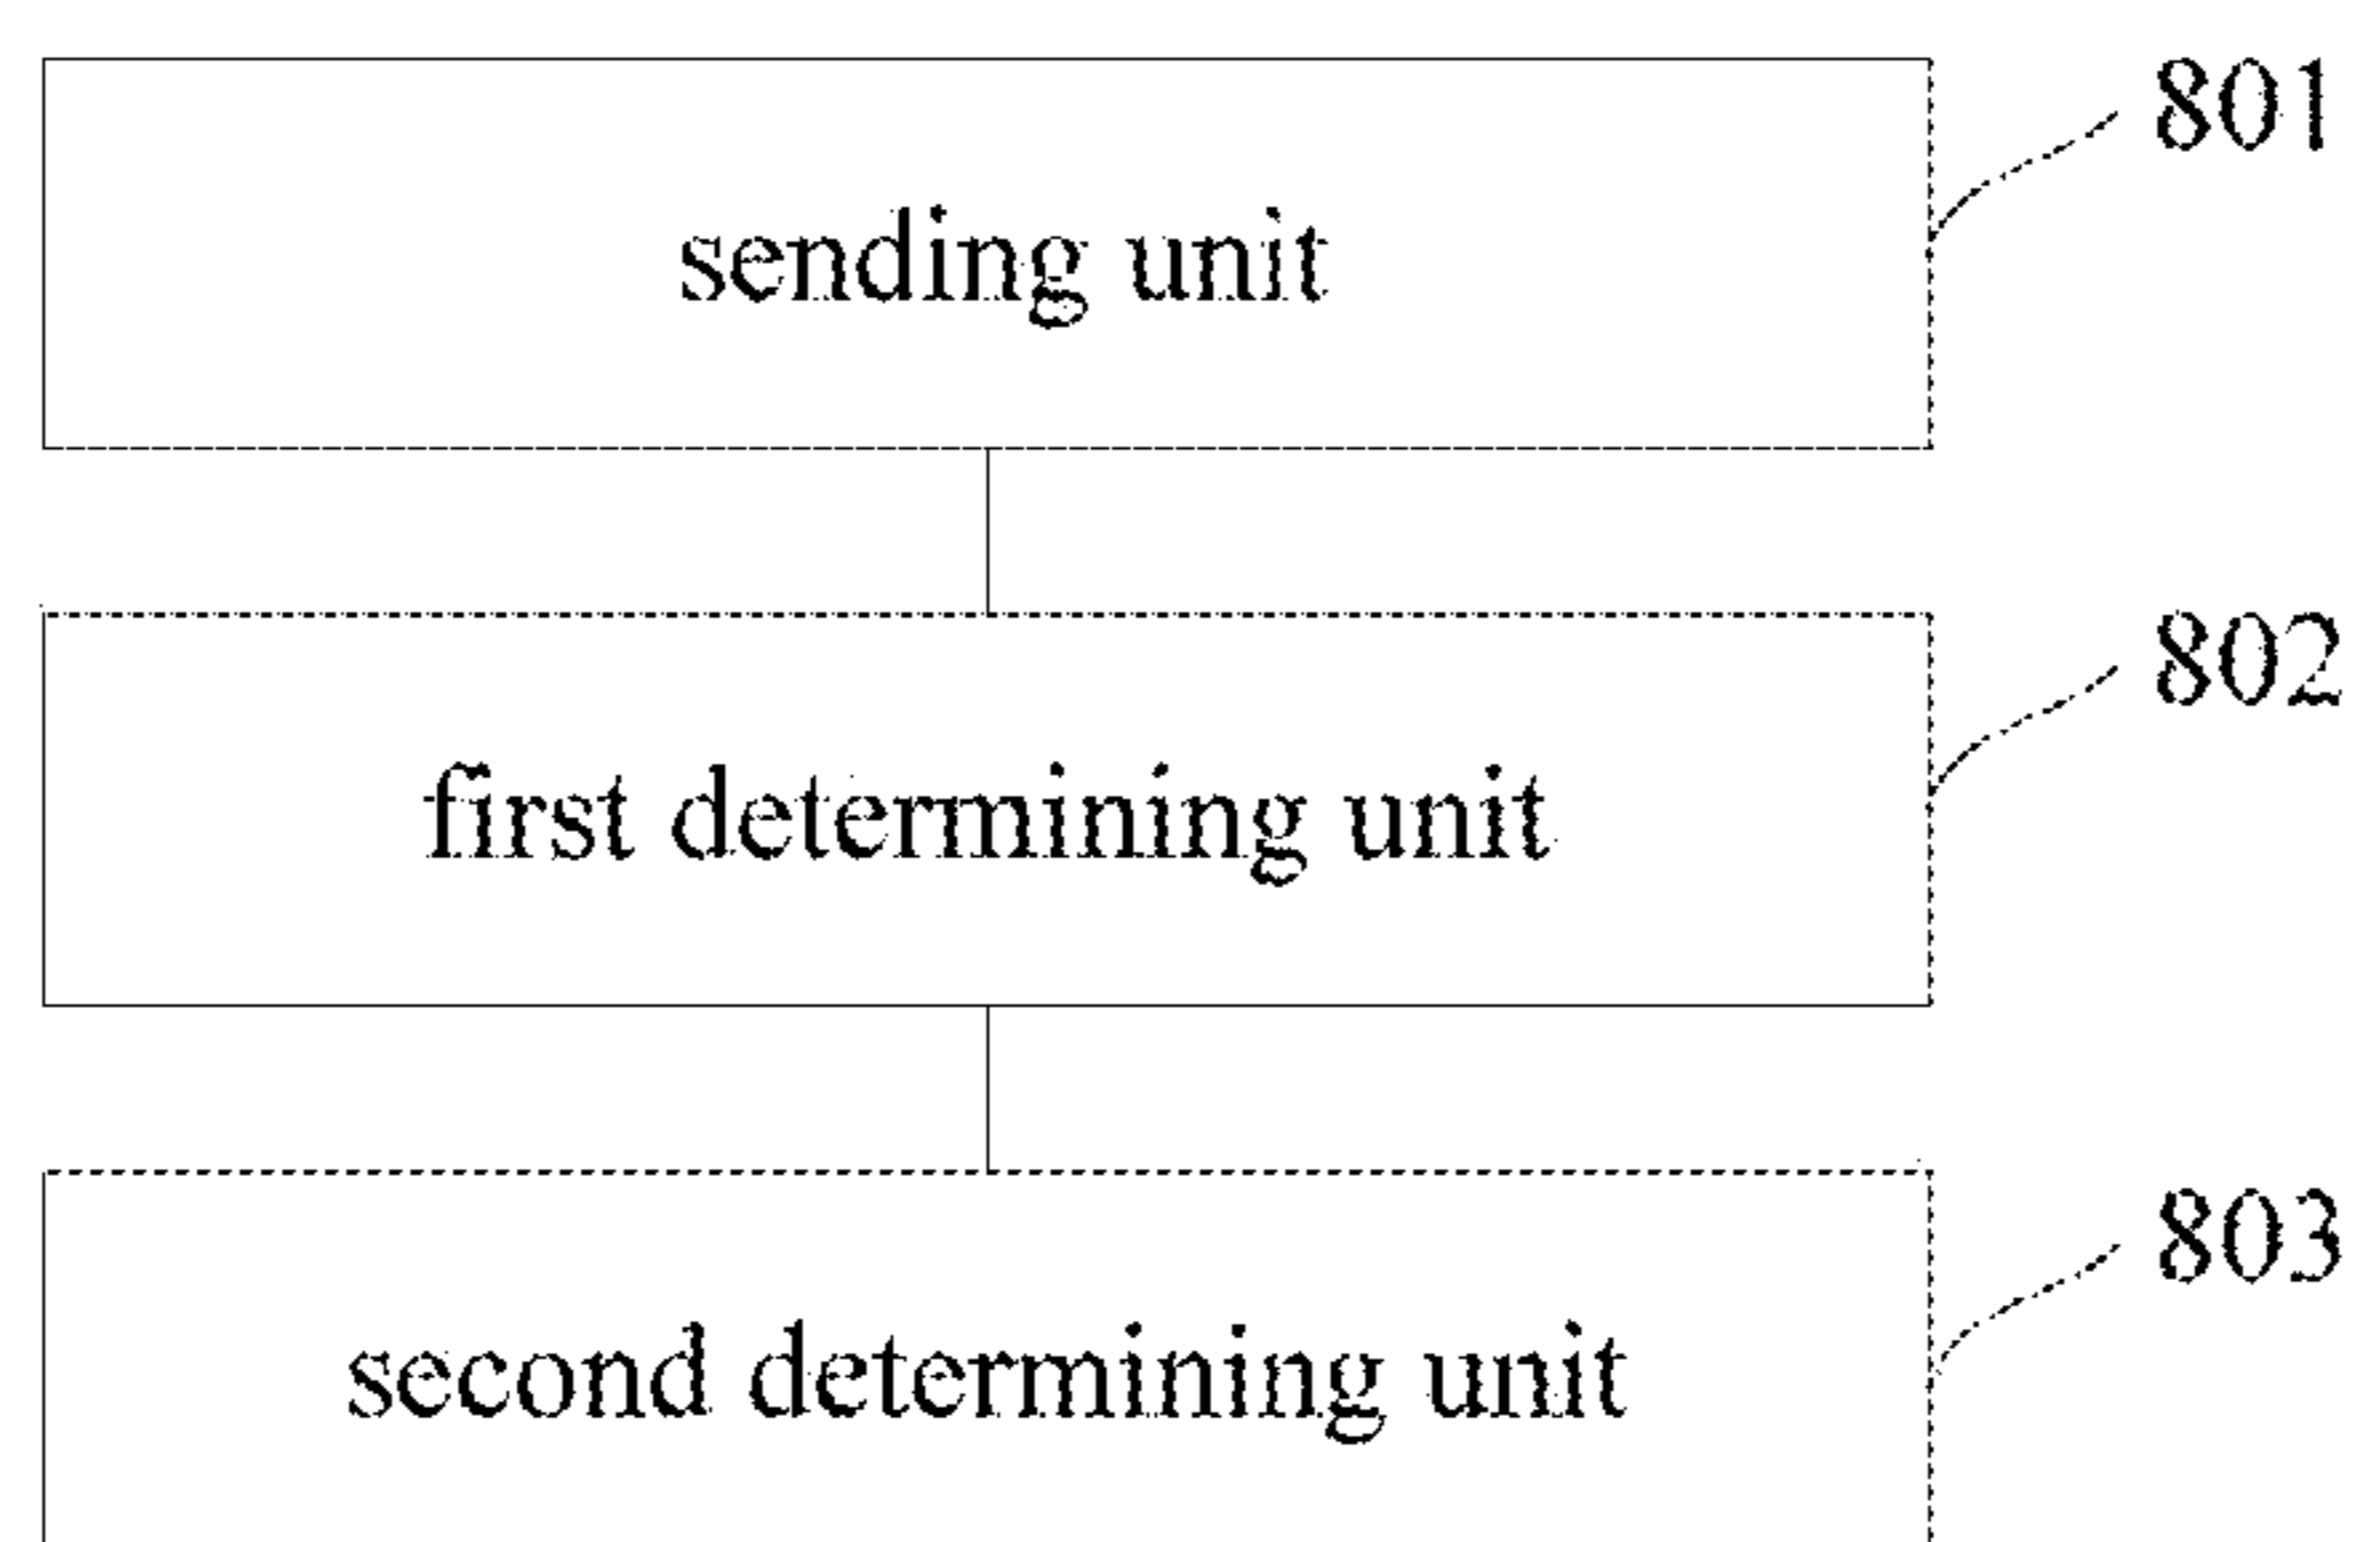 801
sending unit
802
first determining unit
803
second determining unit